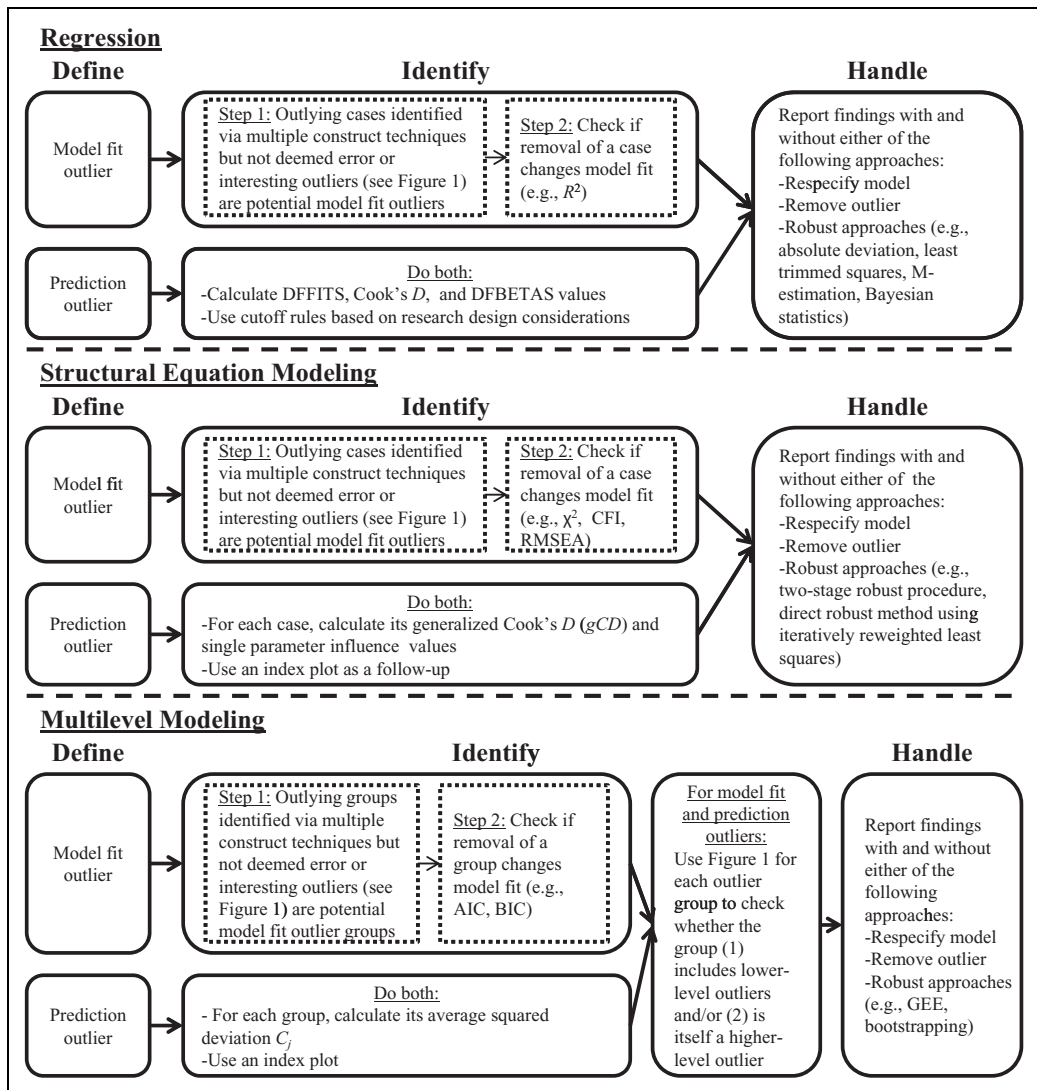 Regression
Define
Identify
Handle
Model fit
outlier
Step 1: Outlying cases identified
via multiple construct techniques
but not deemed error or
interesting outliers (see Figure 1)
are potential model fit outliers
Step 2: Check if
removal of a case
changes model fit
(e.g., R²)
Prediction
outlier
Do both:
-Calculate DFFITS, Cook's D, and DFBETAS values
-Use cutoff rules based on research design considerations
Report findings with and
without either of the
following approaches:
-Respecify model
-Remove outlier
-Robust approaches (e.g.,
absolute deviation, least
trimmed squares, M-
estimation, Bayesian
statistics)
Structural Equation Modeling
Define
Identify
Handle
Model fit
outlier
Step 1: Outlying cases identified
via multiple construct techniques
but not deemed error or
interesting outliers (see Figure 1)
are potential model fit outliers
Step 2: Check if
removal of a case
changes model fit
(e.g., χ², CFI,
RMSEA)
Prediction
outlier
Do both:
-For each case, calculate its generalized Cook's D (gCD) and
single parameter influence values
-Use an index plot as a follow-up
Report findings with and
without either of the
following approaches:
-Respecify model
-Remove outlier
-Robust approaches (e.g.,
two-stage robust procedure,
direct robust method using
iteratively reweighted least
squares)
Multilevel Modeling
Define
Identify
Handle
Model fit
outlier
Step 1: Outlying groups
identified via multiple
construct techniques but
not deemed error or
interesting outliers (see
Figure 1) are potential
model fit outlier groups
Step 2: Check if
removal of a
group changes
model fit (e.g.,
AIC, BIC)
Prediction
outlier
Do both:
- For each group, calculate its average squared
deviation Cj
-Use an index plot
For model fit
and prediction
outliers:
Use Figure 1 for
each outlier
group to check
whether the
group (1)
includes lower-
level outliers
and/or (2) is
itself a higher-
level outlier
Report findings
with and without
either of the
following
approaches:
-Respecify model
-Remove outlier
-Robust approaches
(e.g., GEE,
bootstrapping)